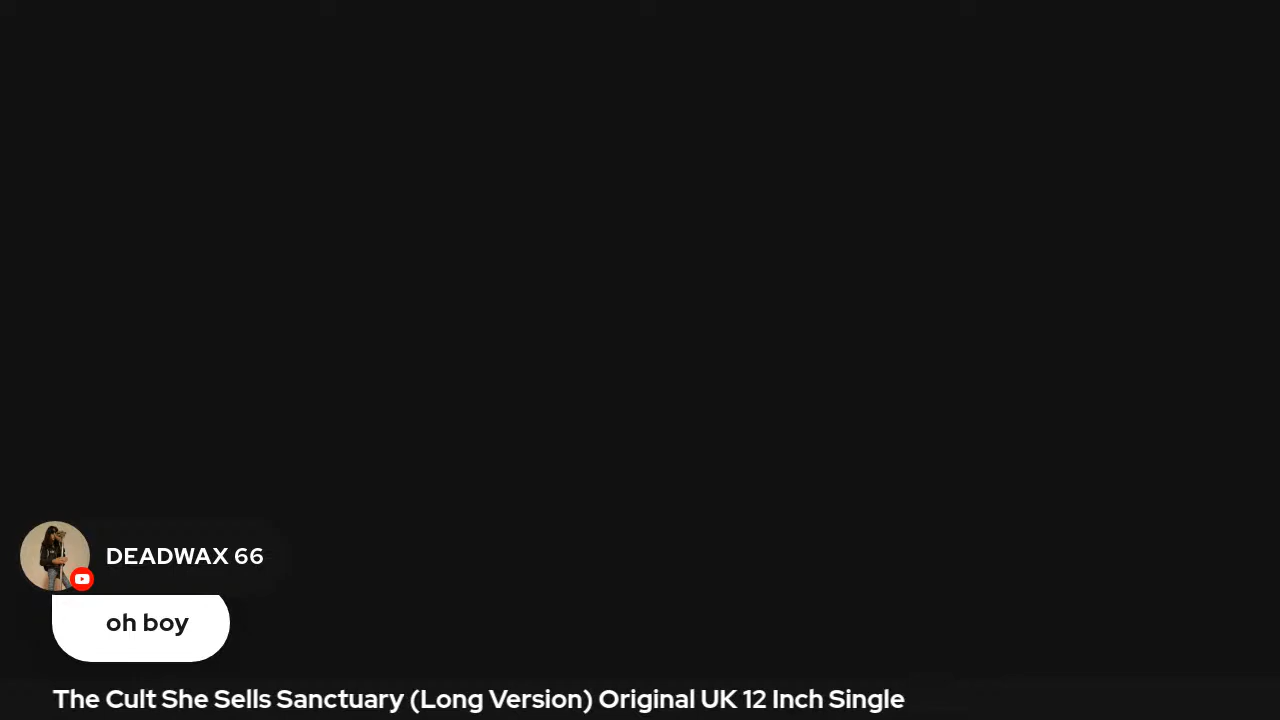 DEADWAX 66
oh boy
The Cult She Sells Sanctuary (Long Version) Original UK 12 Inch Single